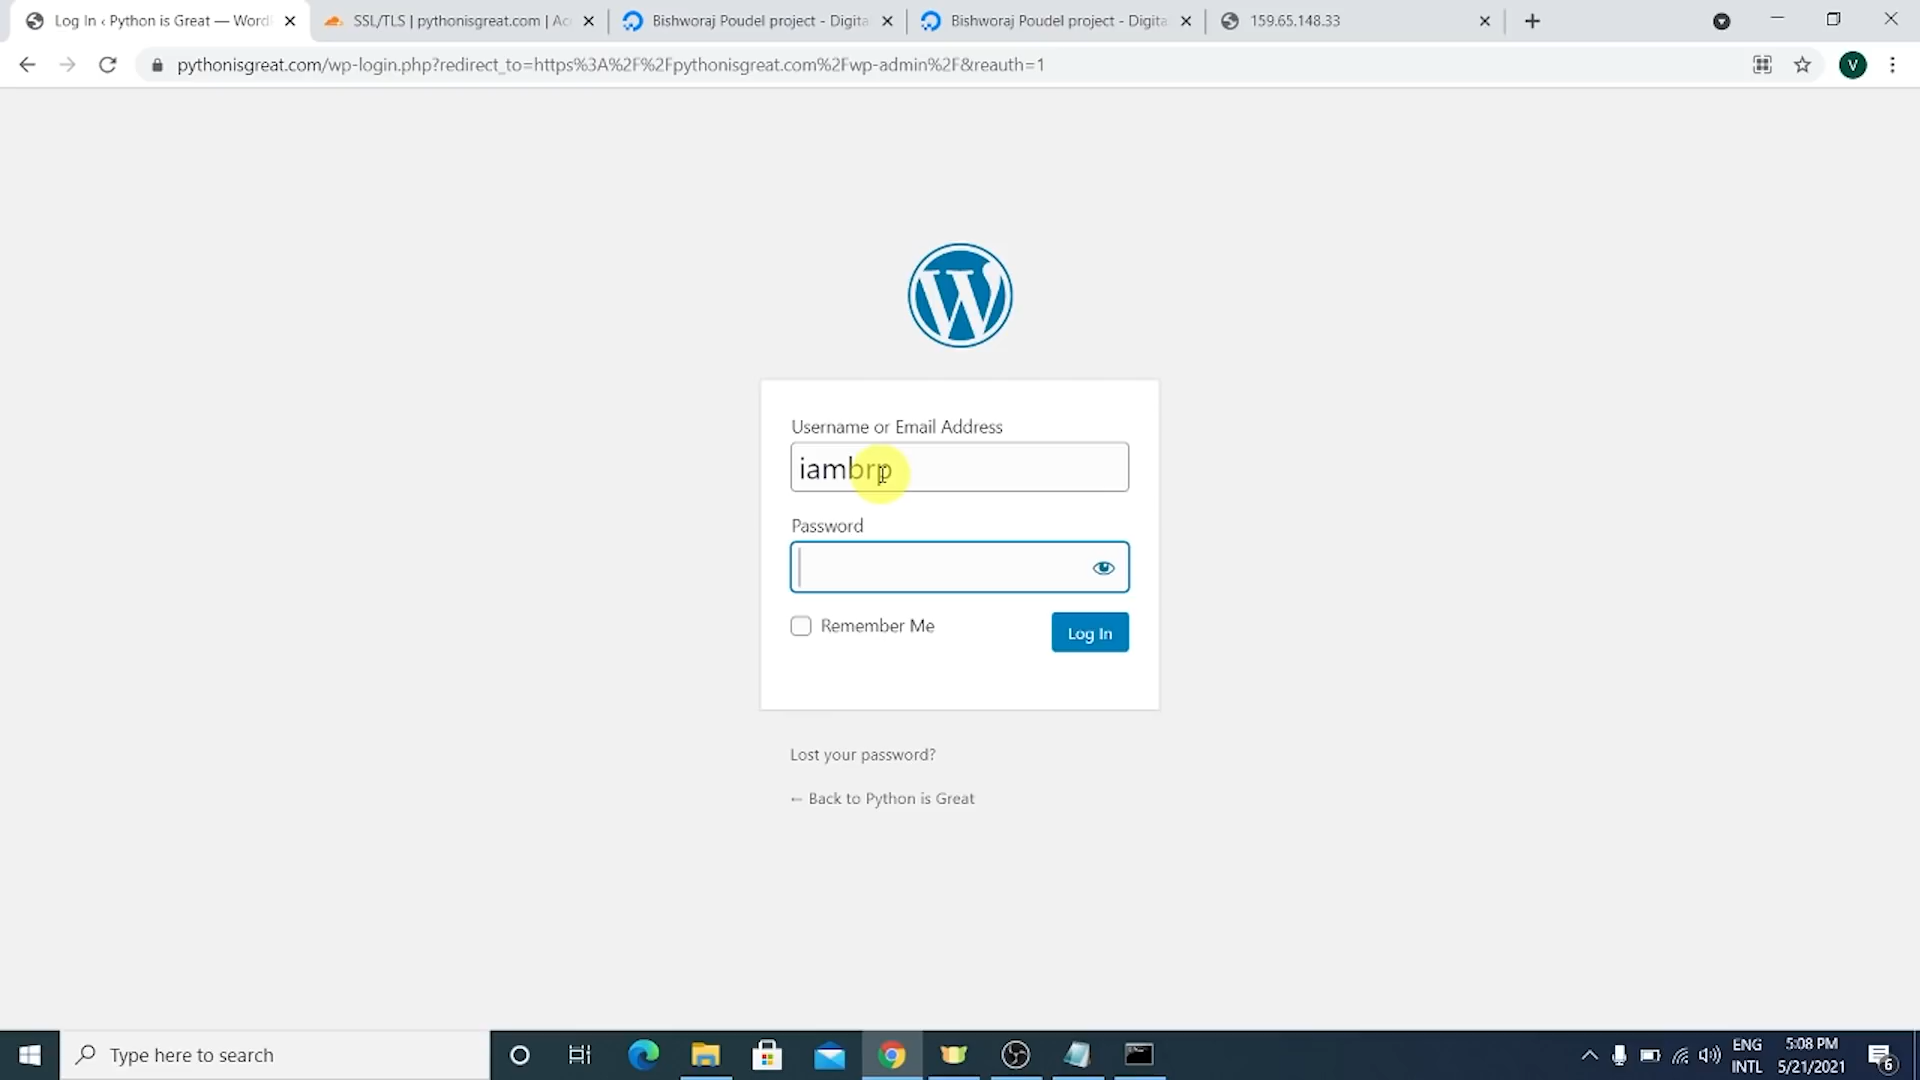 Log In ‹ Python is Great — Word
SSL/TLS | pythonisgreat.com | Ac
Bishworaj Poudel project - Digita
Bishworaj Poudel project - Digita
159.65.148.33
pythonisgreat.com/wp-login.php?redirect_to=https%3A%2F%2Fpythonisgreat.com%2Fwp-admin%2F&reauth=1
V
W
Username or Email Address
iambrp
Password
Remember Me
Log In
Lost your password?
← Back to Python is Great
Type here to search
ENG
INTL
5:08 PM
5/21/2021
6